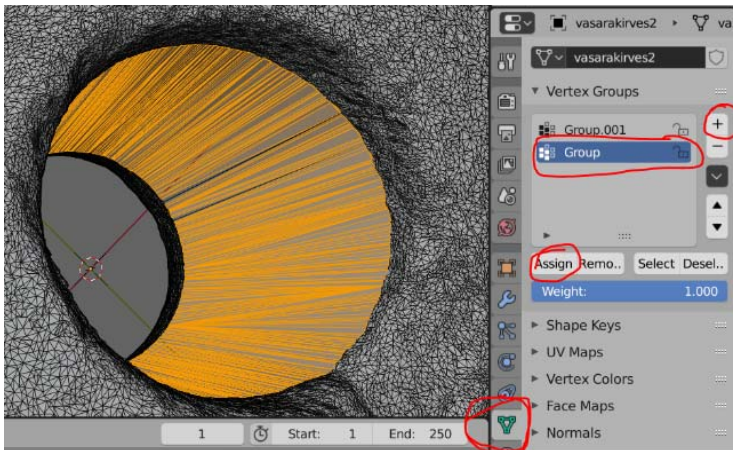 vasarakirves2 ▸ va
vasarakirves2
Vertex Groups
Group.001
Group
Assign Remo.. Select Desel..
Weight: 1.000
Shape Keys
UV Maps
Vertex Colors
Face Maps
Normals
1 Start: 1 End: 250